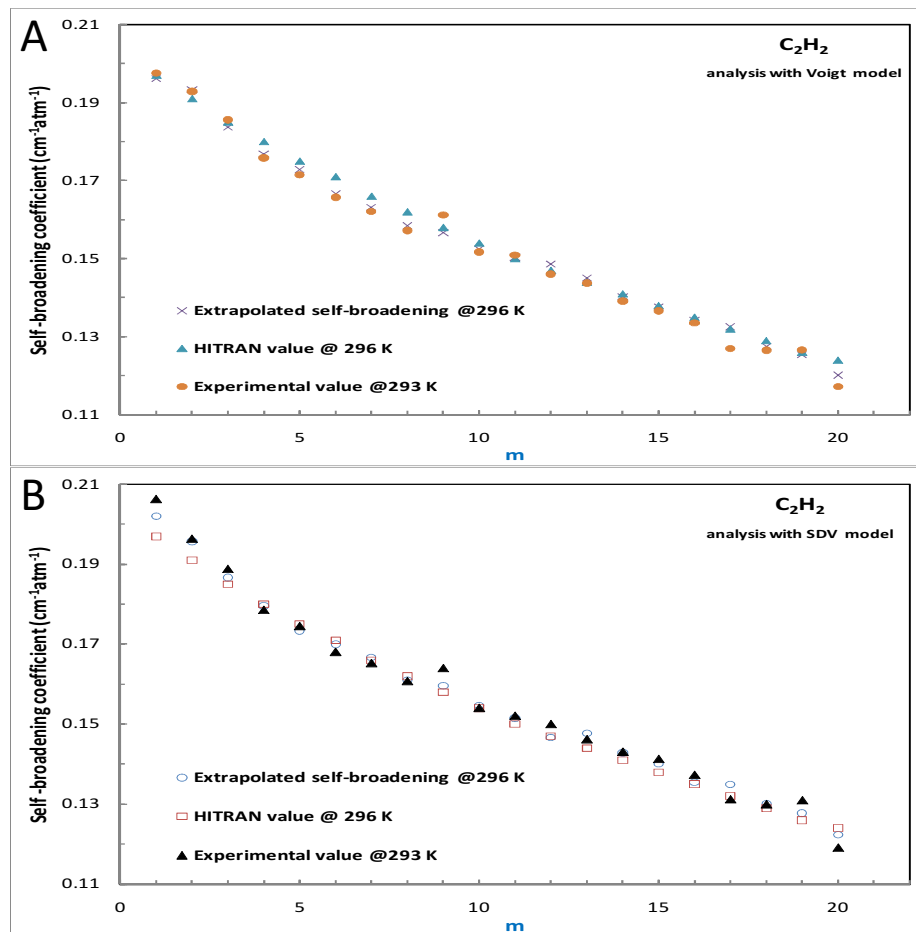 A
C₂H₂
analysis with Voigt model
Self-broadening coefficient (cm⁻¹atm⁻¹)
0.21
0.19
0.17
0.15
0.13
0.11
× Extrapolated self-broadening @296 K
▲ HITRAN value @ 296 K
● Experimental value @293 K
0 5 10 15 20
m
B
C₂H₂
analysis with SDV model
Self-broadening coefficient (cm⁻¹atm⁻¹)
0.21
0.19
0.17
0.15
0.13
0.11
○ Extrapolated self-broadening @296 K
□ HITRAN value @ 296 K
▲ Experimental value @293 K
0 5 10 15 20
m